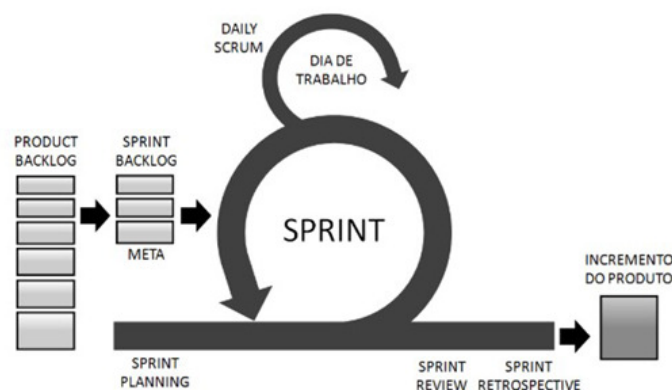 DAILY
SCRUM
DIA DE
TRABALHO
PRODUCT
BACKLOG
SPRINT
BACKLOG
SPRINT
META
INCREMENTO
DO PRODUTO
SPRINT
PLANNING
SPRINT
REVIEW
SPRINT
RETROSPECTIVE